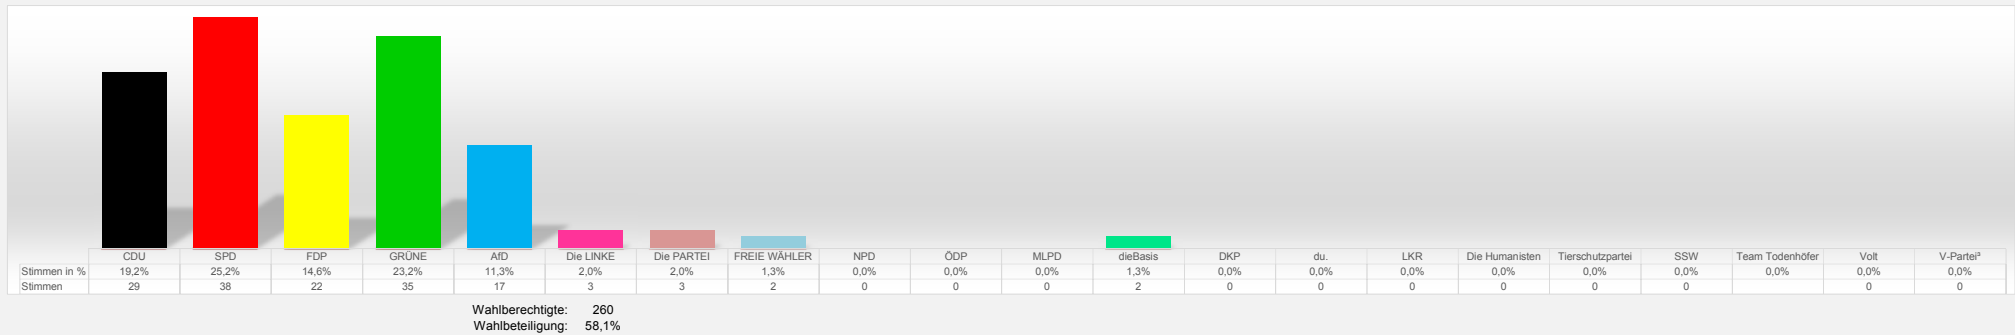 CDU SPD FDP GRÜNE AfD Die LINKE Die PARTEI FREIE WÄHLER NPD ÖDP MLPD dieBasis DKP du. LKR Die Humanisten Tierschutzpartei SSW Team Todenhöfer Volt V-Partei³
Stimmen in % 19,2% 25,2% 14,6% 23,2% 11,3% 2,0% 2,0% 1,3% 0,0% 0,0% 0,0% 1,3% 0,0% 0,0% 0,0% 0,0% 0,0% 0,0% 0,0% 0,0% 0,0%
Stimmen 29 38 22 35 17 3 3 2 0 0 0 2 0 0 0 0 0 0 0 0
Wahlberechtigte: 260
Wahlbeteiligung: 58,1%